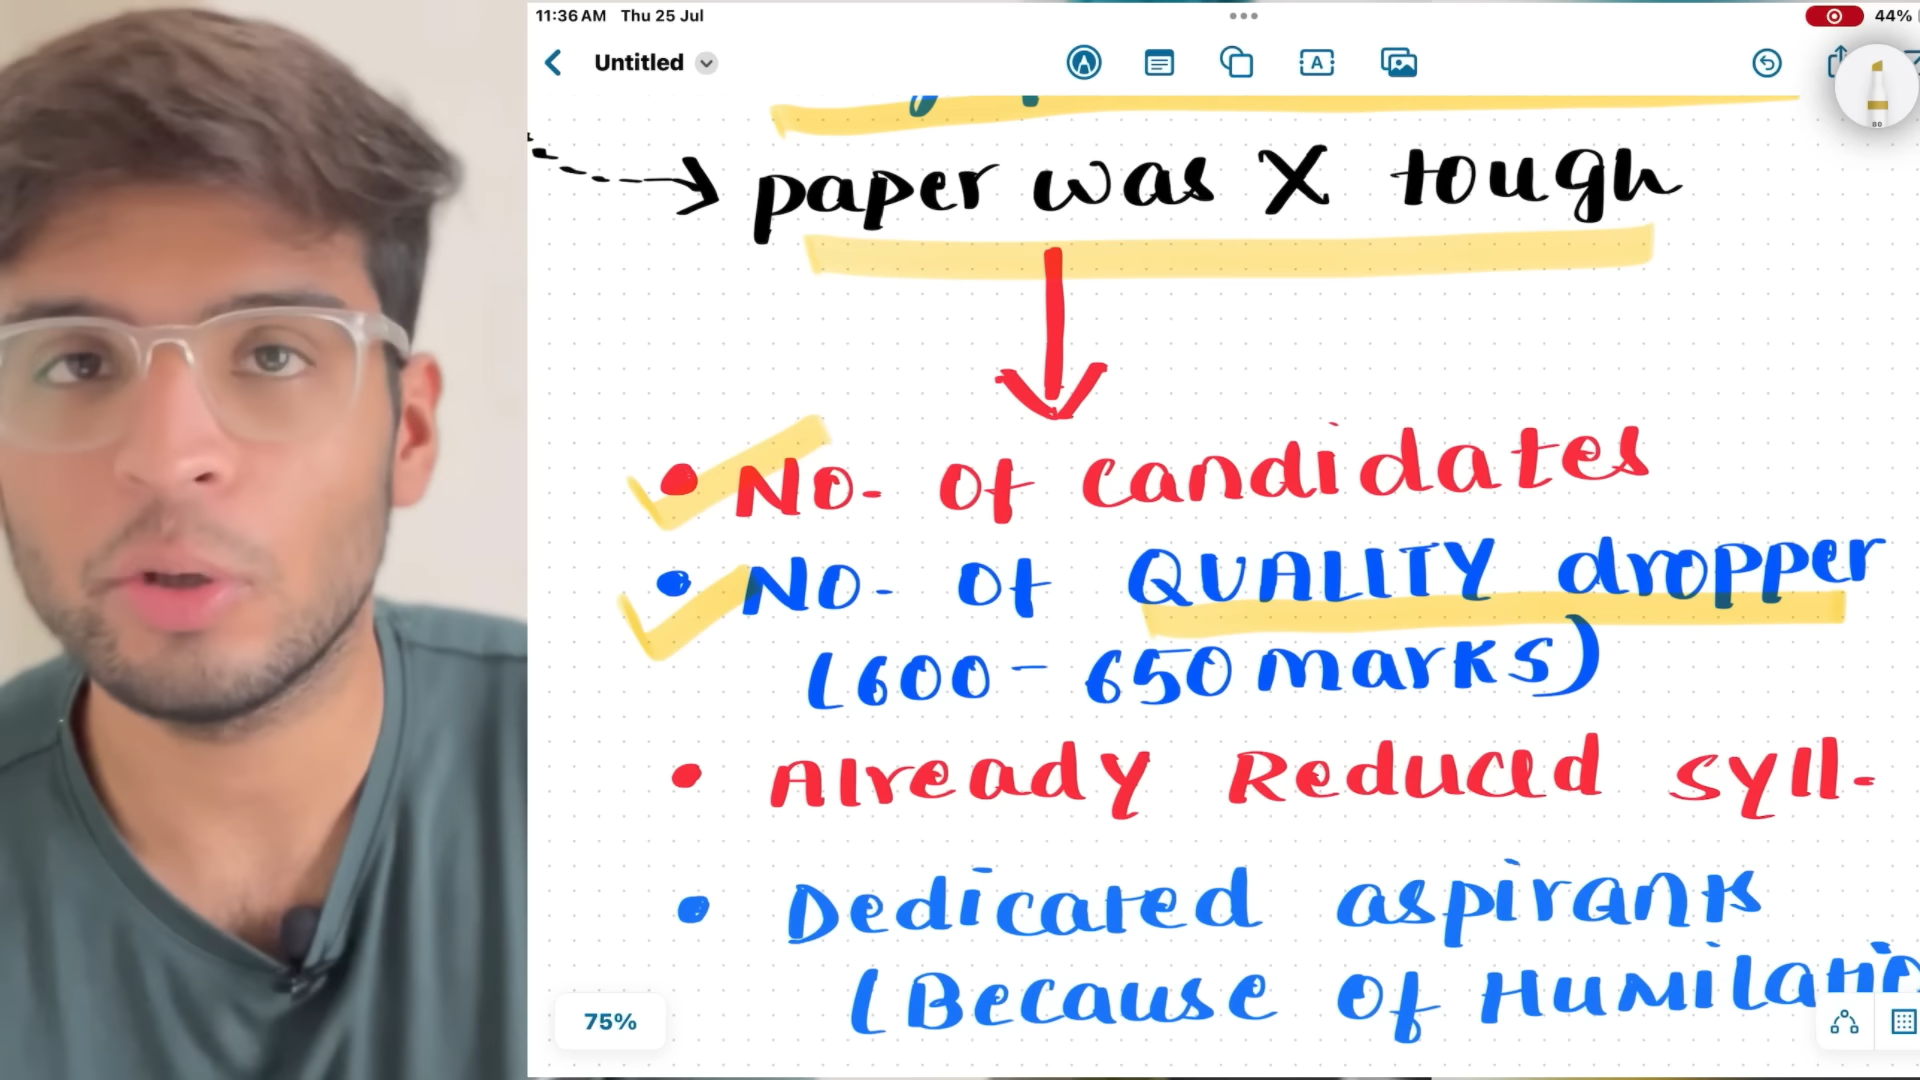 11:36 AM Thu 25 Jul
44%
Untitled
A
80
paper was X tough
• No. of candidates
• No. of QUALITY dropper
(600 - 650 marks)
• Already Reduced syll.
• Dedicated aspirants
(Because of
75%